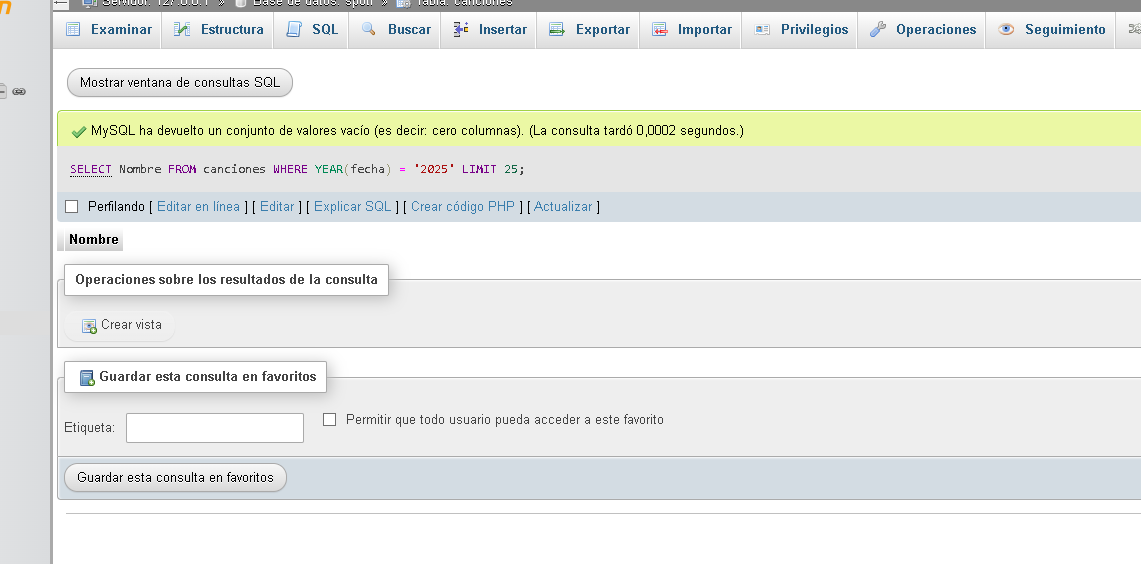 Servidor: 127.0.0.1 » Base de datos: spoti » Tabla: canciones
Examinar Estructura SQL Buscar Insertar Exportar Importar Privilegios Operaciones Seguimiento
Mostrar ventana de consultas SQL
MySQL ha devuelto un conjunto de valores vacío (es decir: cero columnas). (La consulta tardó 0,0002 segundos.)
SELECT Nombre FROM canciones WHERE YEAR(fecha) = '2025' LIMIT 25;
Perfilando [ Editar en línea ] [ Editar ] [ Explicar SQL ] [ Crear código PHP ] [ Actualizar ]
Nombre
Operaciones sobre los resultados de la consulta
Crear vista
Guardar esta consulta en favoritos
Etiqueta: Permitir que todo usuario pueda acceder a este favorito
Guardar esta consulta en favoritos